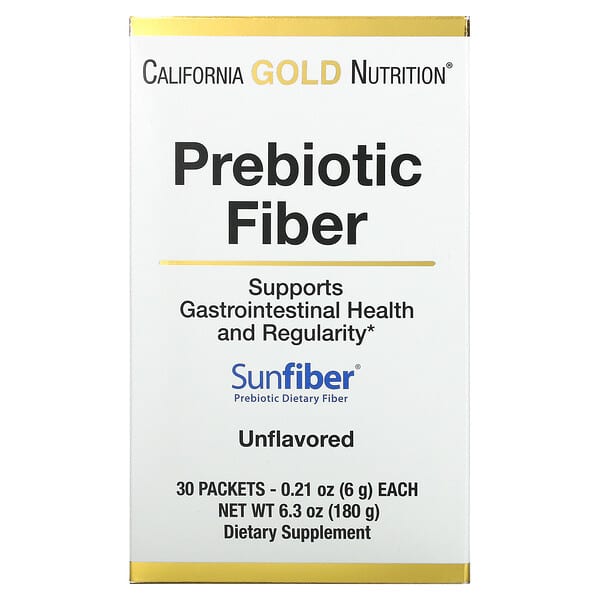 CALIFORNIA GOLD NUTRITION®
Prebiotic
Fiber
Supports
Gastrointestinal Health
and Regularity*
Sunfiber®
Prebiotic Dietary Fiber
Unflavored
30 PACKETS - 0.21 oz (6 g) EACH
NET WT 6.3 oz (180 g)
Dietary Supplement